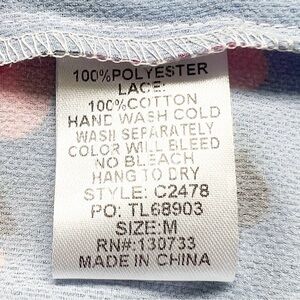 100%POLYESTER
LACE:
100%COTTON
HAND WASH COLD
WASH SEPARATELY
COLOR WILL BLEED
NO BLEACH
HANG TO DRY
STYLE: C2478
PO: TL68903
SIZE:M
RN#:130733
MADE IN CHINA